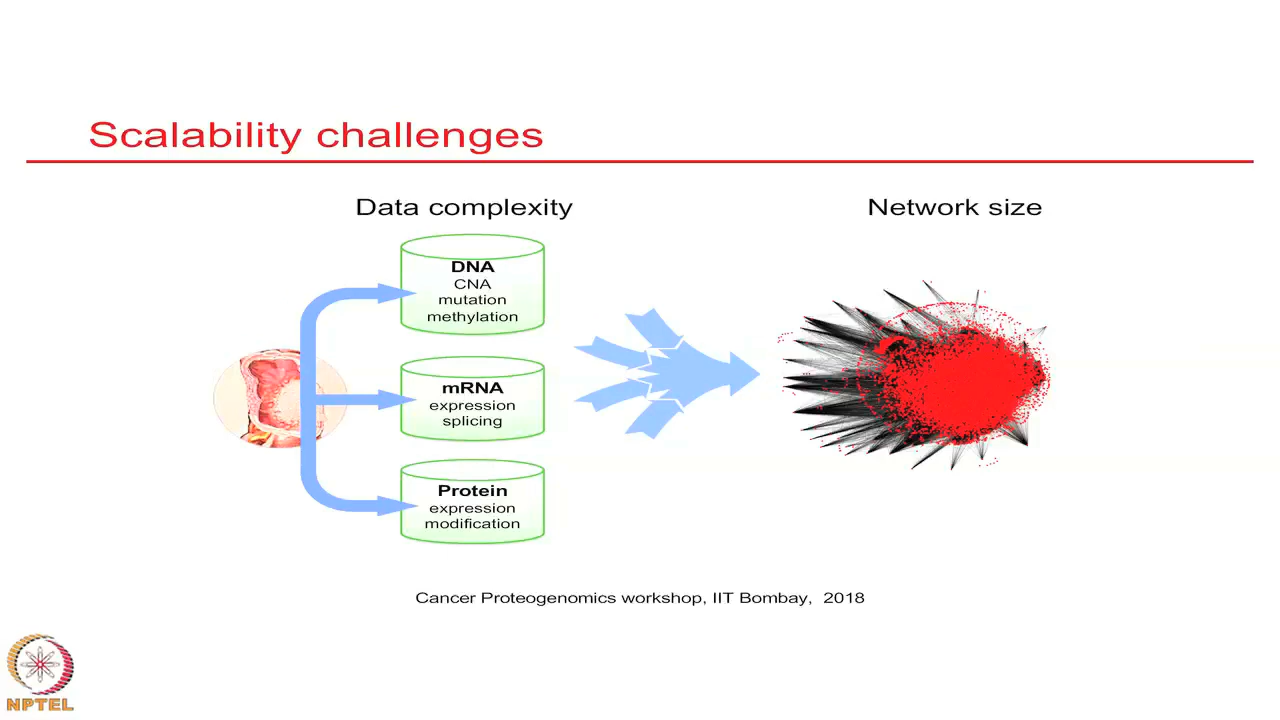 Scalability challenges
Data complexity
Network size
DNA
CNA
mutation
methylation
mRNA
expression
splicing
Protein
expression
modification
Cancer Proteogenomics workshop, IIT Bombay, 2018
NPTEL